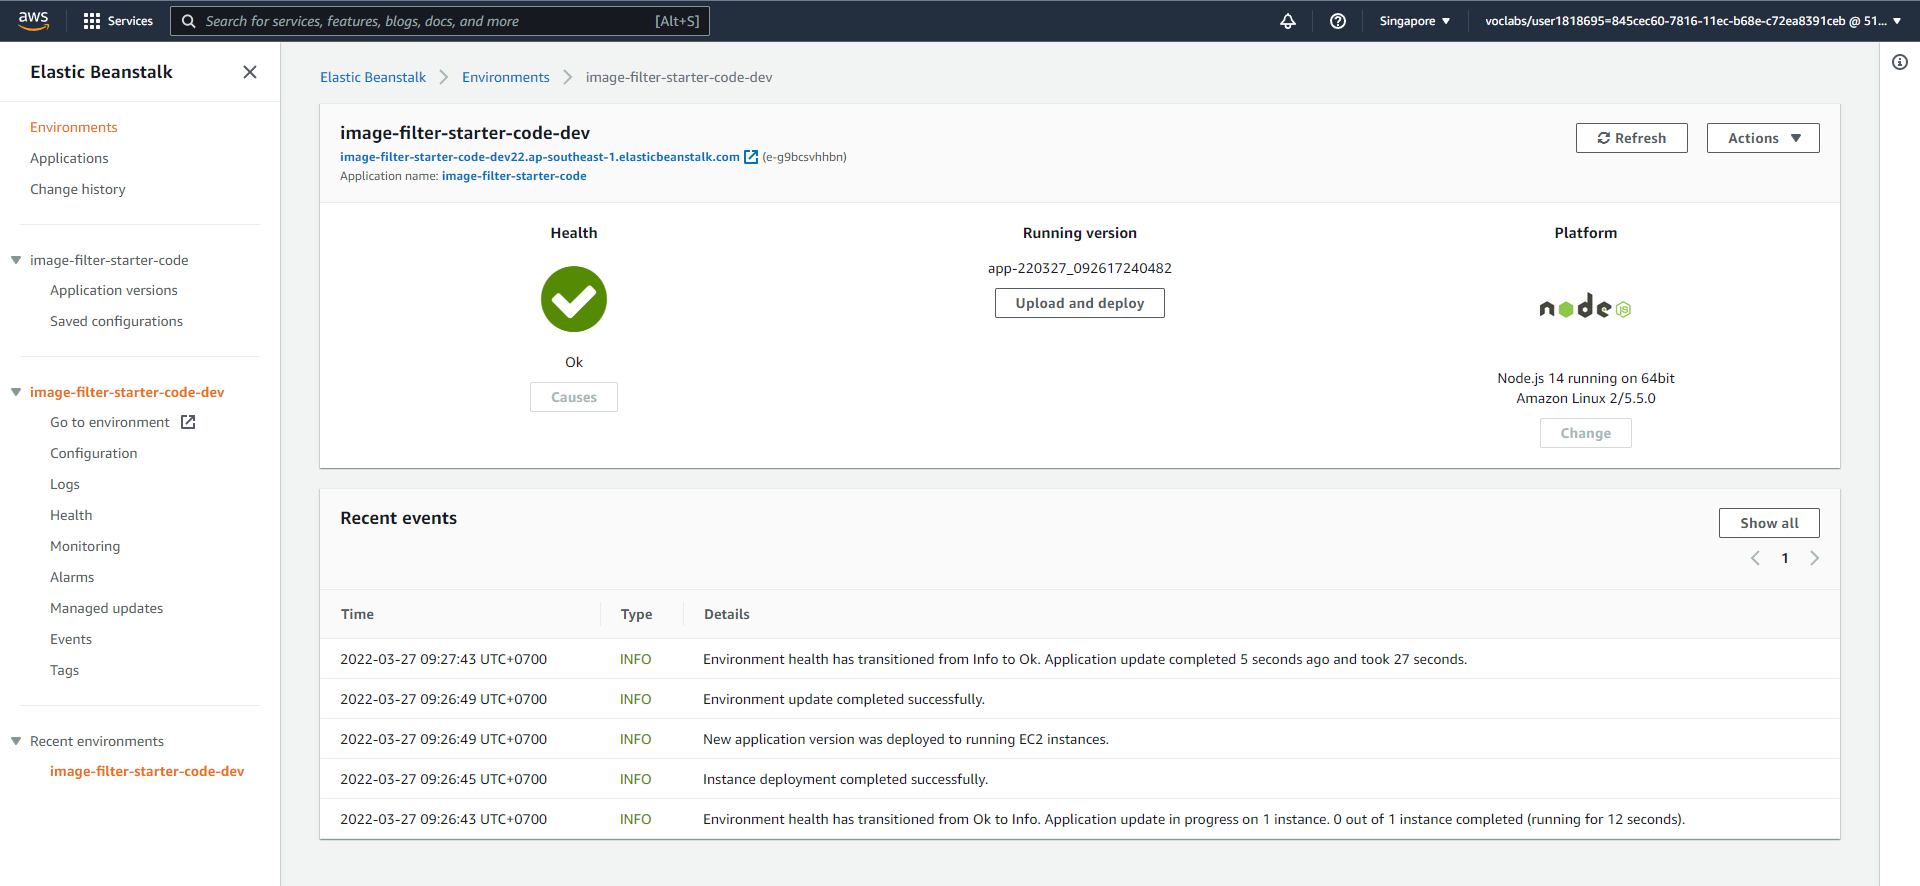 aws
Services
Search for services, features, blogs, docs, and more
[Alt+S]
Singapore
voclabs/user1818695=845cec60-7816-11ec-b68e-c72ea8391ceb @ 51...
Elastic Beanstalk
Environments
Applications
Change history
image-filter-starter-code
Application versions
Saved configurations
image-filter-starter-code-dev
Go to environment
Configuration
Logs
Health
Monitoring
Alarms
Managed updates
Events
Tags
Recent environments
image-filter-starter-code-dev
Elastic Beanstalk
Environments
image-filter-starter-code-dev
image-filter-starter-code-dev
image-filter-starter-code-dev22.ap-southeast-1.elasticbeanstalk.com (e-g9bcsvhhbn)
Application name: image-filter-starter-code
Refresh
Actions
Health
Ok
Causes
Running version
app-220327_092617240482
Upload and deploy
Platform
node JS
Node.js 14 running on 64bit
Amazon Linux 2/5.5.0
Change
Recent events
Show all
1
Time Type Details
2022-03-27 09:27:43 UTC+0700 INFO Environment health has transitioned from Info to Ok. Application update completed 5 seconds ago and took 27 seconds.
2022-03-27 09:26:49 UTC+0700 INFO Environment update completed successfully.
2022-03-27 09:26:49 UTC+0700 INFO New application version was deployed to running EC2 instances.
2022-03-27 09:26:45 UTC+0700 INFO Instance deployment completed successfully.
2022-03-27 09:26:43 UTC+0700 INFO Environment health has transitioned from Ok to Info. Application update in progress on 1 instance. 0 out of 1 instance completed (running for 12 seconds).